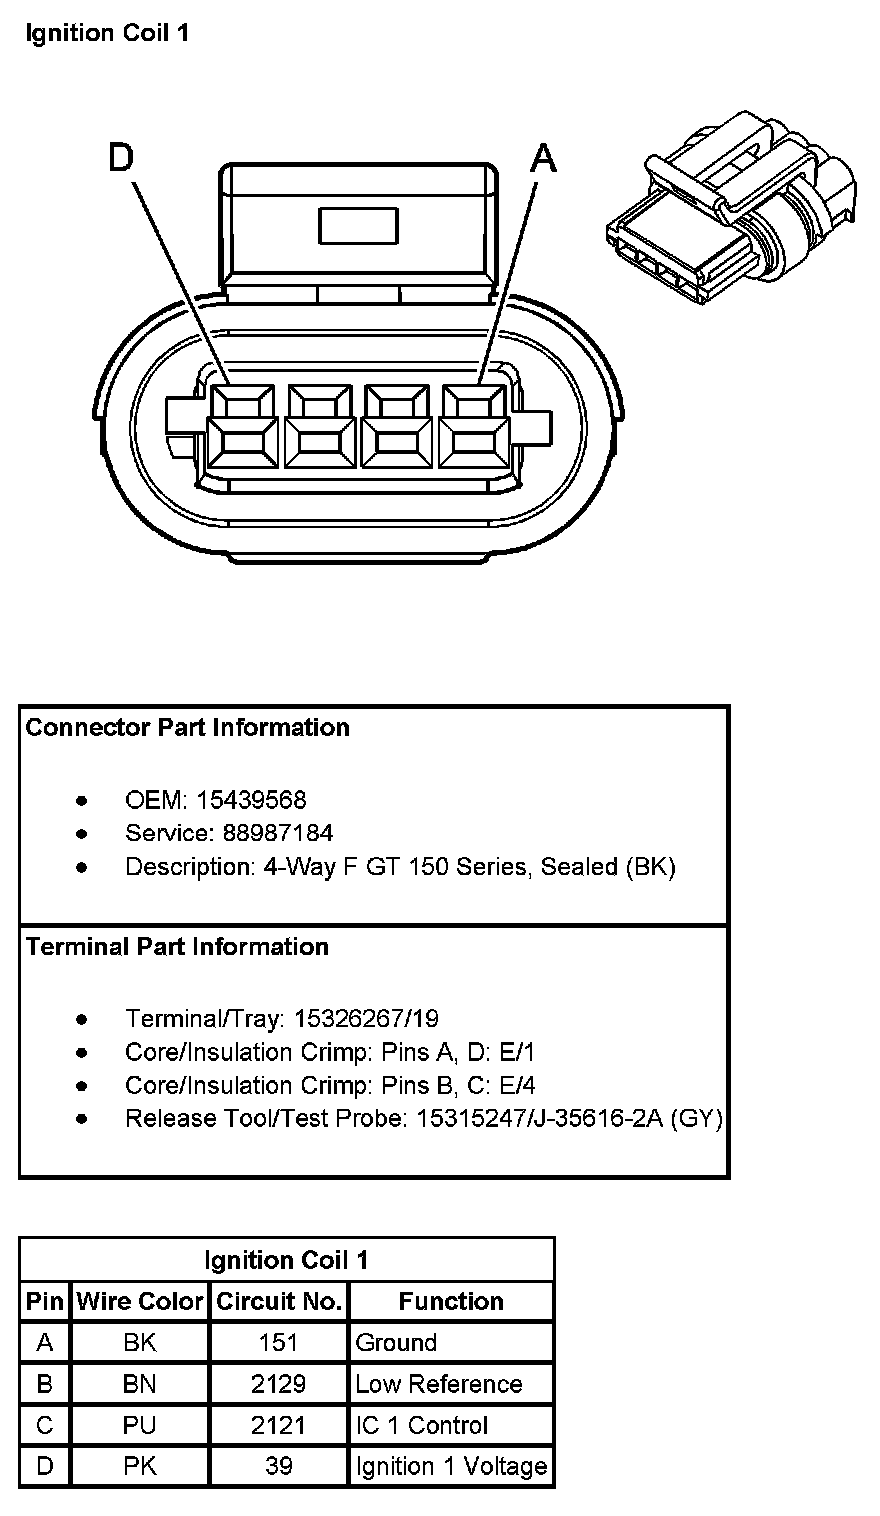 Ignition Coil 1
D A
Connector Part Information
• OEM: 15439568
• Service: 88987184
• Description: 4-Way F GT 150 Series, Sealed (BK)
Terminal Part Information
• Terminal/Tray: 15326267/19
• Core/Insulation Crimp: Pins A, D: E/1
• Core/Insulation Crimp: Pins B, C: E/4
• Release Tool/Test Probe: 15315247/J-35616-2A (GY)
Ignition Coil 1
Pin Wire Color Circuit No. Function
A BK 151 Ground
B BN 2129 Low Reference
C PU 2121 IC 1 Control
D PK 39 Ignition 1 Voltage